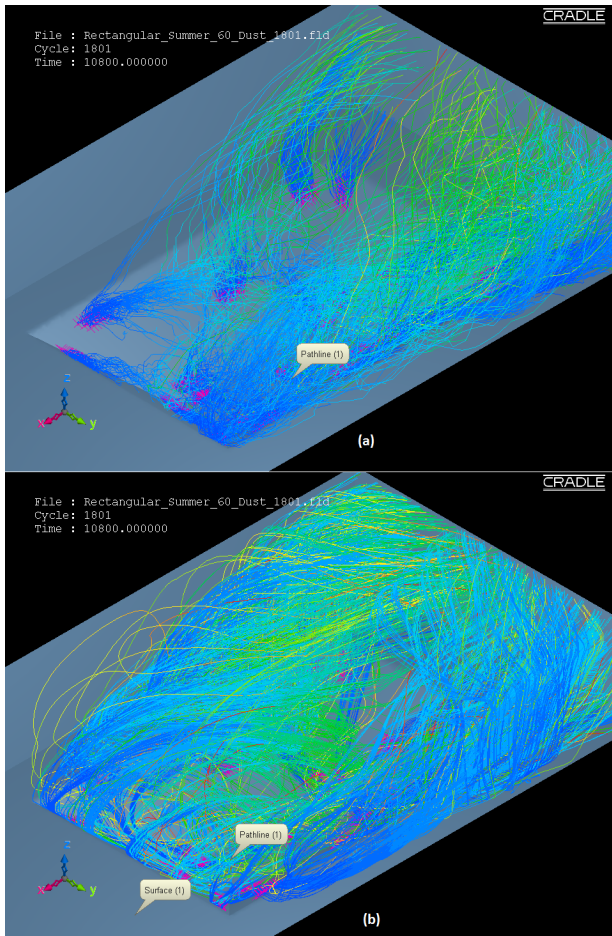 CRADLE
File : Rectangular_Summer_60_Dust_1801.fld
Cycle: 1801
Time : 10800.000000
Pathline (1)
z
x
y
(a)
CRADLE
File : Rectangular_Summer_60_Dust_1801.fld
Cycle: 1801
Time : 10800.000000
Pathline (1)
z
x
y
Surface (1)
(b)